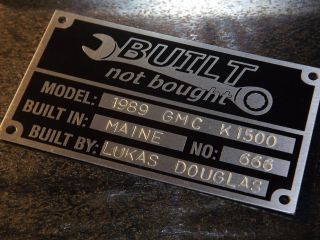 BUILT
not bought
MODEL: 1989 GMC K1500
BUILT IN: MAINE NO: 666
BUILT BY: LUKAS DOUGLAS